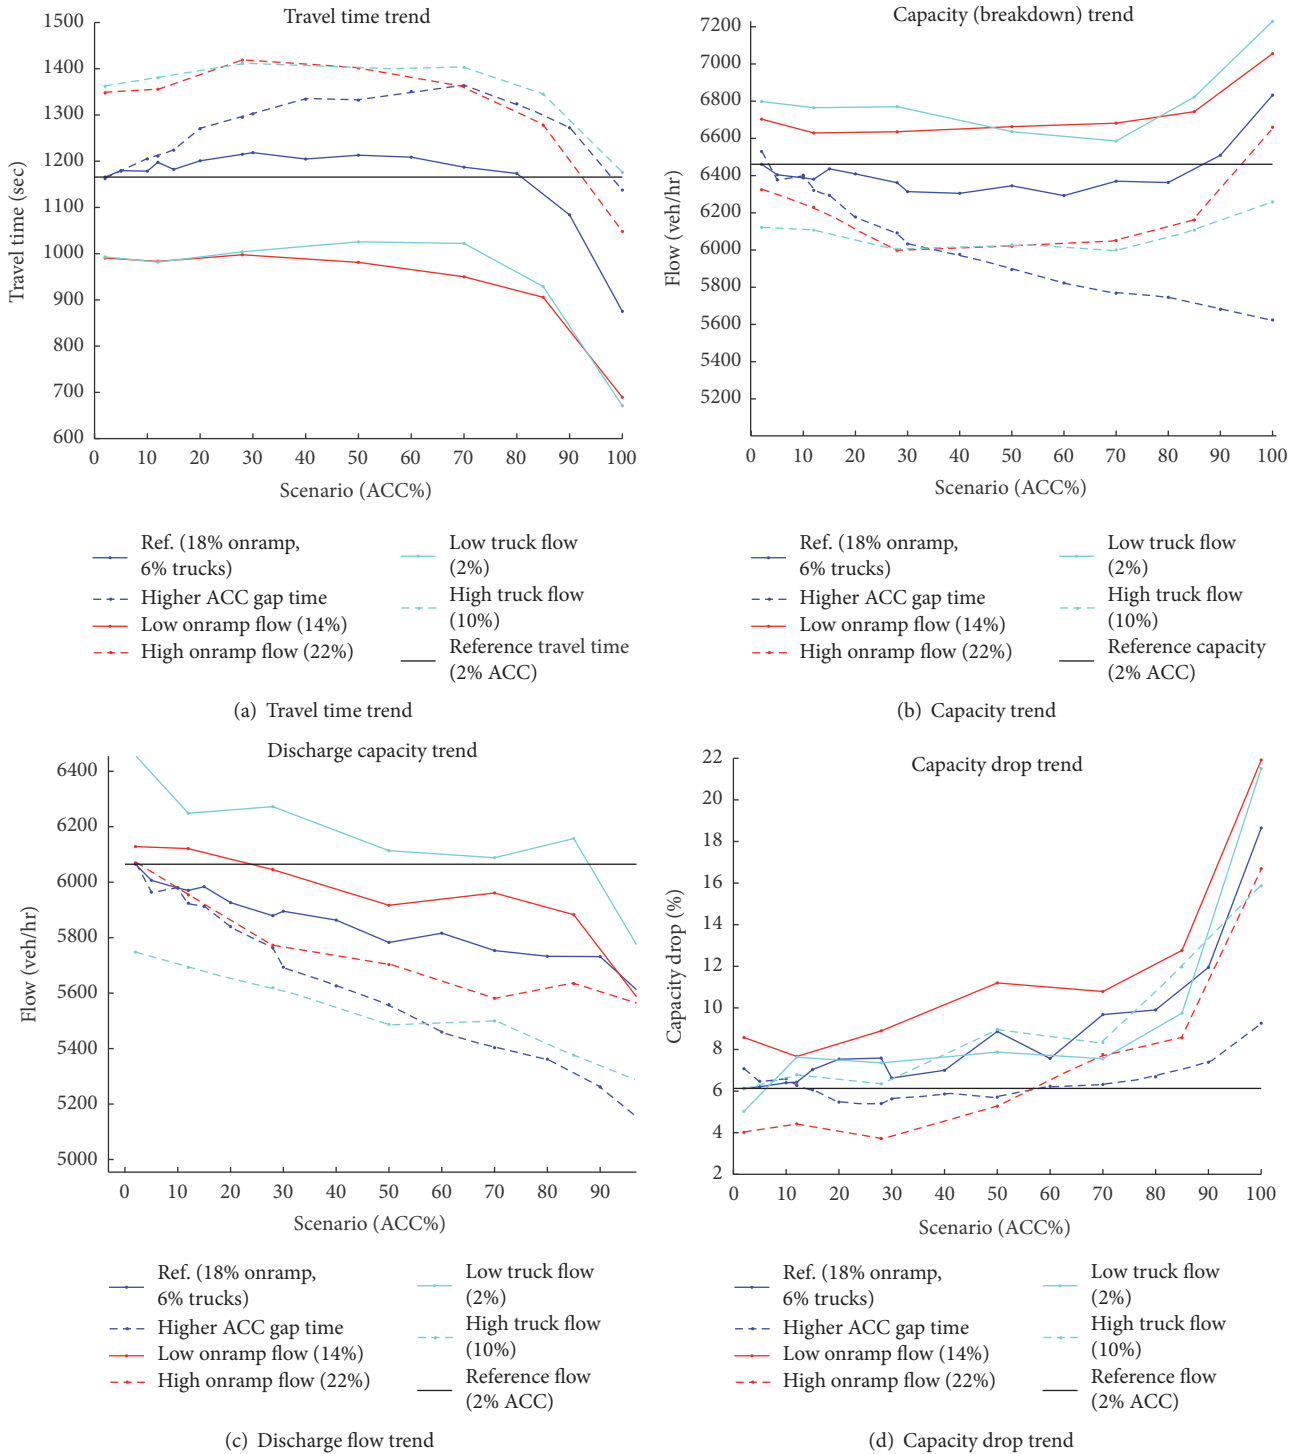 Travel time trend
1500
1400
1300
1200
1100
1000
900
800
700
600
Travel time (sec)
0 10 20 30 40 50 60 70 80 90 100
Scenario (ACC%)
Ref. (18% onramp,
6% trucks)
Higher ACC gap time
Low onramp flow (14%)
High onramp flow (22%)
Low truck flow
(2%)
High truck flow
(10%)
Reference travel time
(2% ACC)
(a) Travel time trend
Capacity (breakdown) trend
7200
7000
6800
6600
6400
6200
6000
5800
5600
5400
5200
Flow (veh/hr)
0 10 20 30 40 50 60 70 80 90 100
Scenario (ACC%)
Ref. (18% onramp,
6% trucks)
Higher ACC gap time
Low onramp flow (14%)
High onramp flow (22%)
Low truck flow
(2%)
High truck flow
(10%)
Reference capacity
(2% ACC)
(b) Capacity trend
Discharge capacity trend
6400
6200
6000
5800
5600
5400
5200
5000
Flow (veh/hr)
0 10 20 30 40 50 60 70 80 90
Scenario (ACC%)
Ref. (18% onramp,
6% trucks)
Higher ACC gap time
Low onramp flow (14%)
High onramp flow (22%)
Low truck flow
(2%)
High truck flow
(10%)
Reference flow
(2% ACC)
(c) Discharge flow trend
Capacity drop trend
22
22
18
16
14
12
10
8
6
4
2
Capacity drop (%)
0 10 20 30 40 50 60 70 80 90 100
Scenario (ACC%)
Ref. (18% onramp,
6% trucks)
Higher ACC gap time
Low onramp flow (14%)
High onramp flow (22%)
Low truck flow
(2%)
High truck flow
(10%)
Reference flow
(2% ACC)
(d) Capacity drop trend